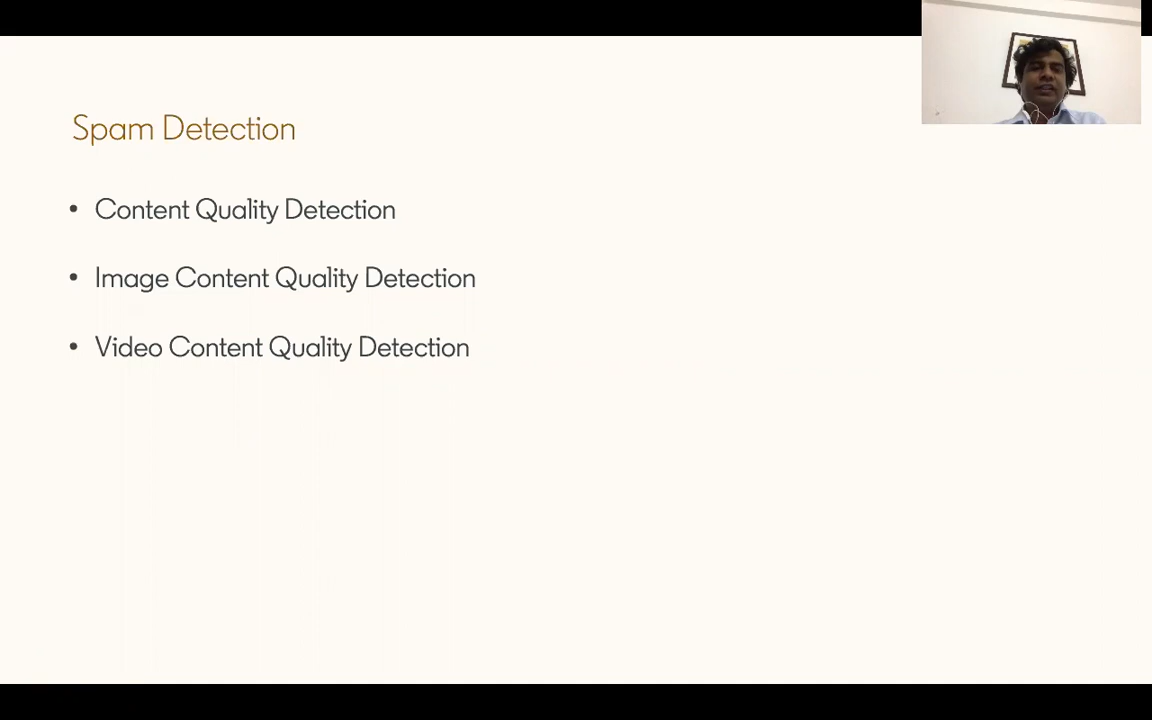 Spam Detection
• Content Quality Detection
• Image Content Quality Detection
• Video Content Quality Detection